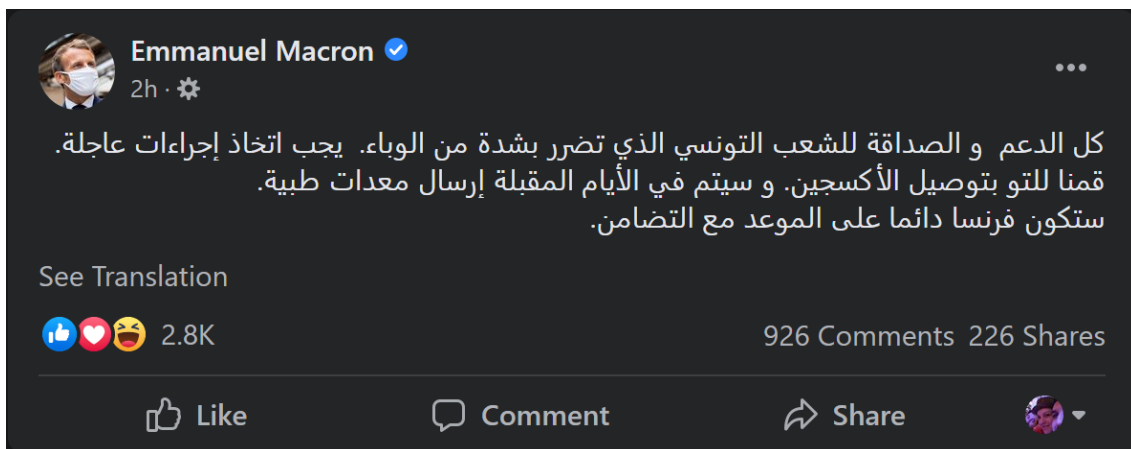 Emmanuel Macron
2h
كل الدعم و الصداقة للشعب التونسي الذي تضرر بشدة من الوباء. يجب اتخاذ إجراءات عاجلة.
قمنا للتو بتوصيل الأكسجين. و سيتم في الأيام المقبلة إرسال معدات طبية.
ستكون فرنسا دائما على الموعد مع التضامن.
See Translation
2.8K 926 Comments 226 Shares
Like Comment Share